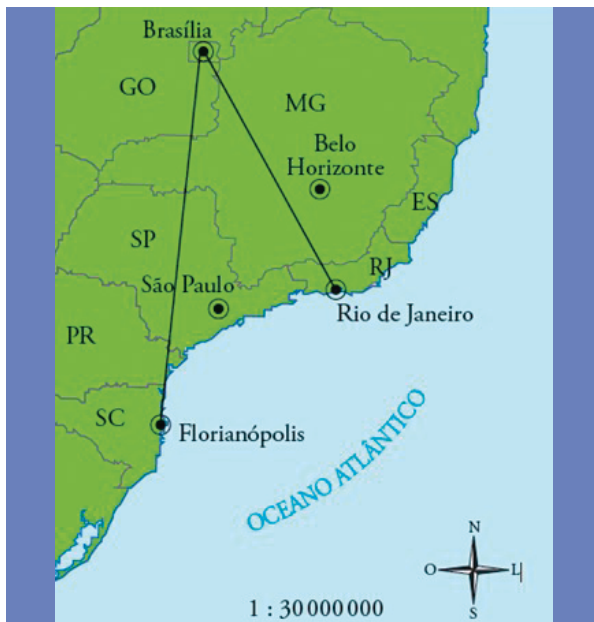 Brasília
GO
MG
Belo
Horizonte
ES
SP
São Paulo
RJ
Rio de Janeiro
PR
SC
Florianópolis
OCEANO ATLÂNTICO
N
O
L
S
1 : 30 000 000